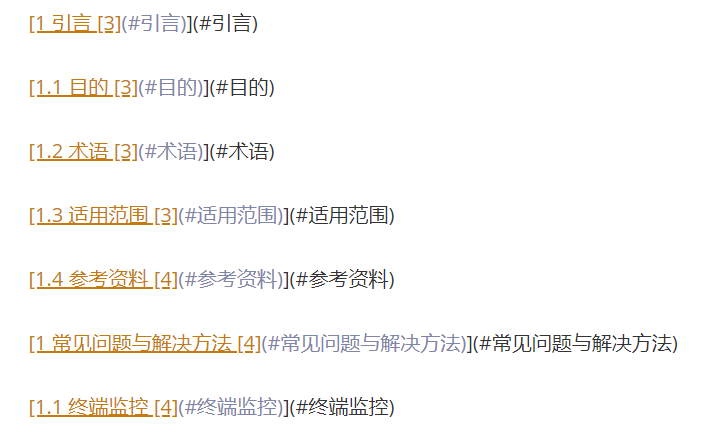 [1 引言 [3](#引言)](#引言)
[1.1 目的 [3](#目的)](#目的)
[1.2 术语 [3](#术语)](#术语)
[1.3 适用范围 [3](#适用范围)](#适用范围)
[1.4 参考资料 [4](#参考资料)](#参考资料)
[1 常见问题与解决方法 [4](#常见问题与解决方法)](#常见问题与解决方法)
[1.1 终端监控 [4](#终端监控)](#终端监控)